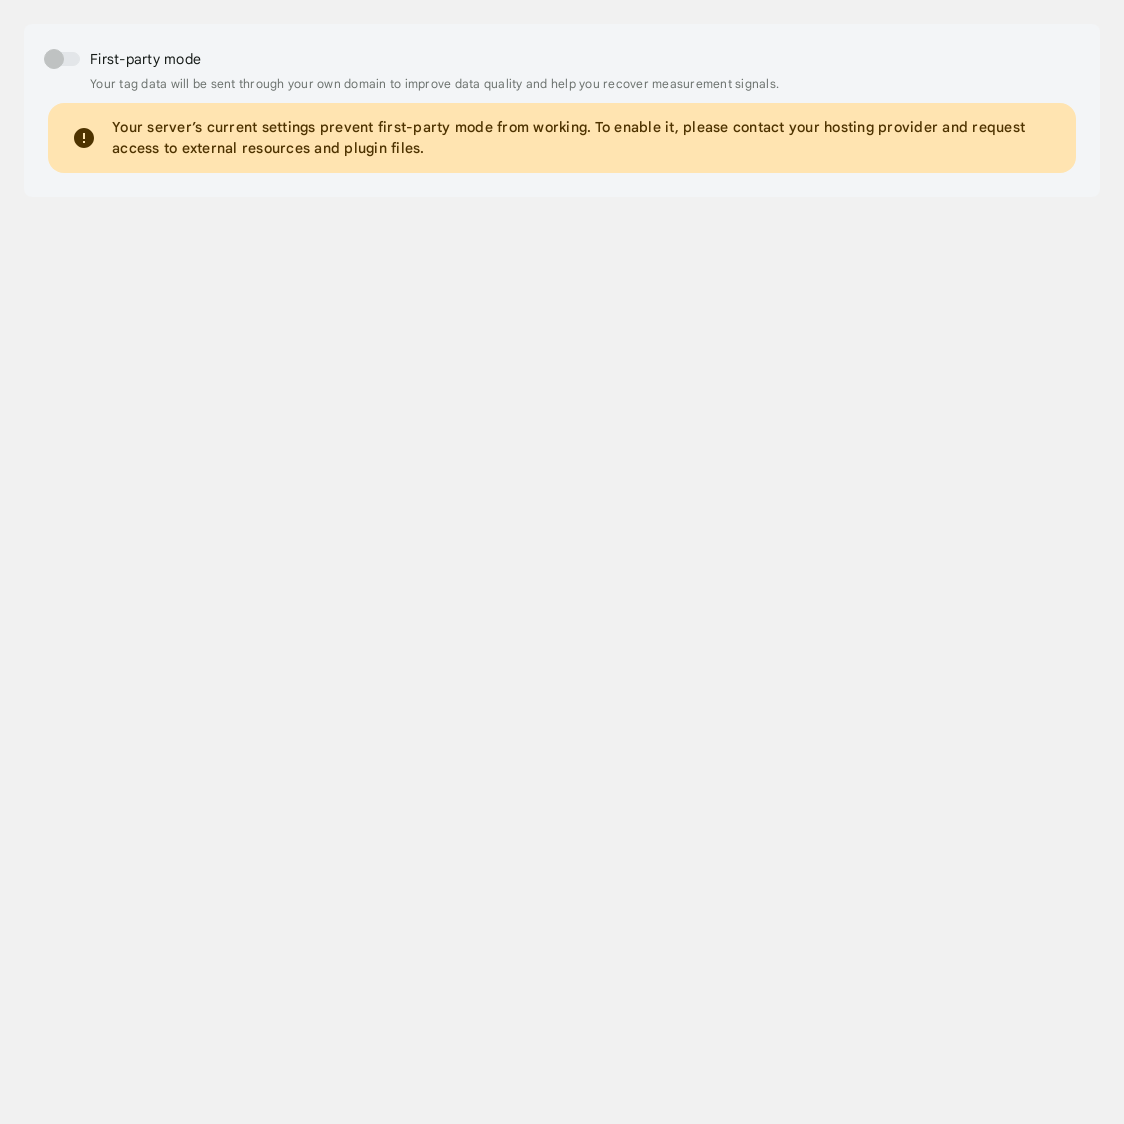 First-party mode
Your tag data will be sent through your own domain to improve data quality and help you recover measurement signals.
Your server’s current settings prevent first-party mode from working. To enable it, please contact your hosting provider and request
access to external resources and plugin files.